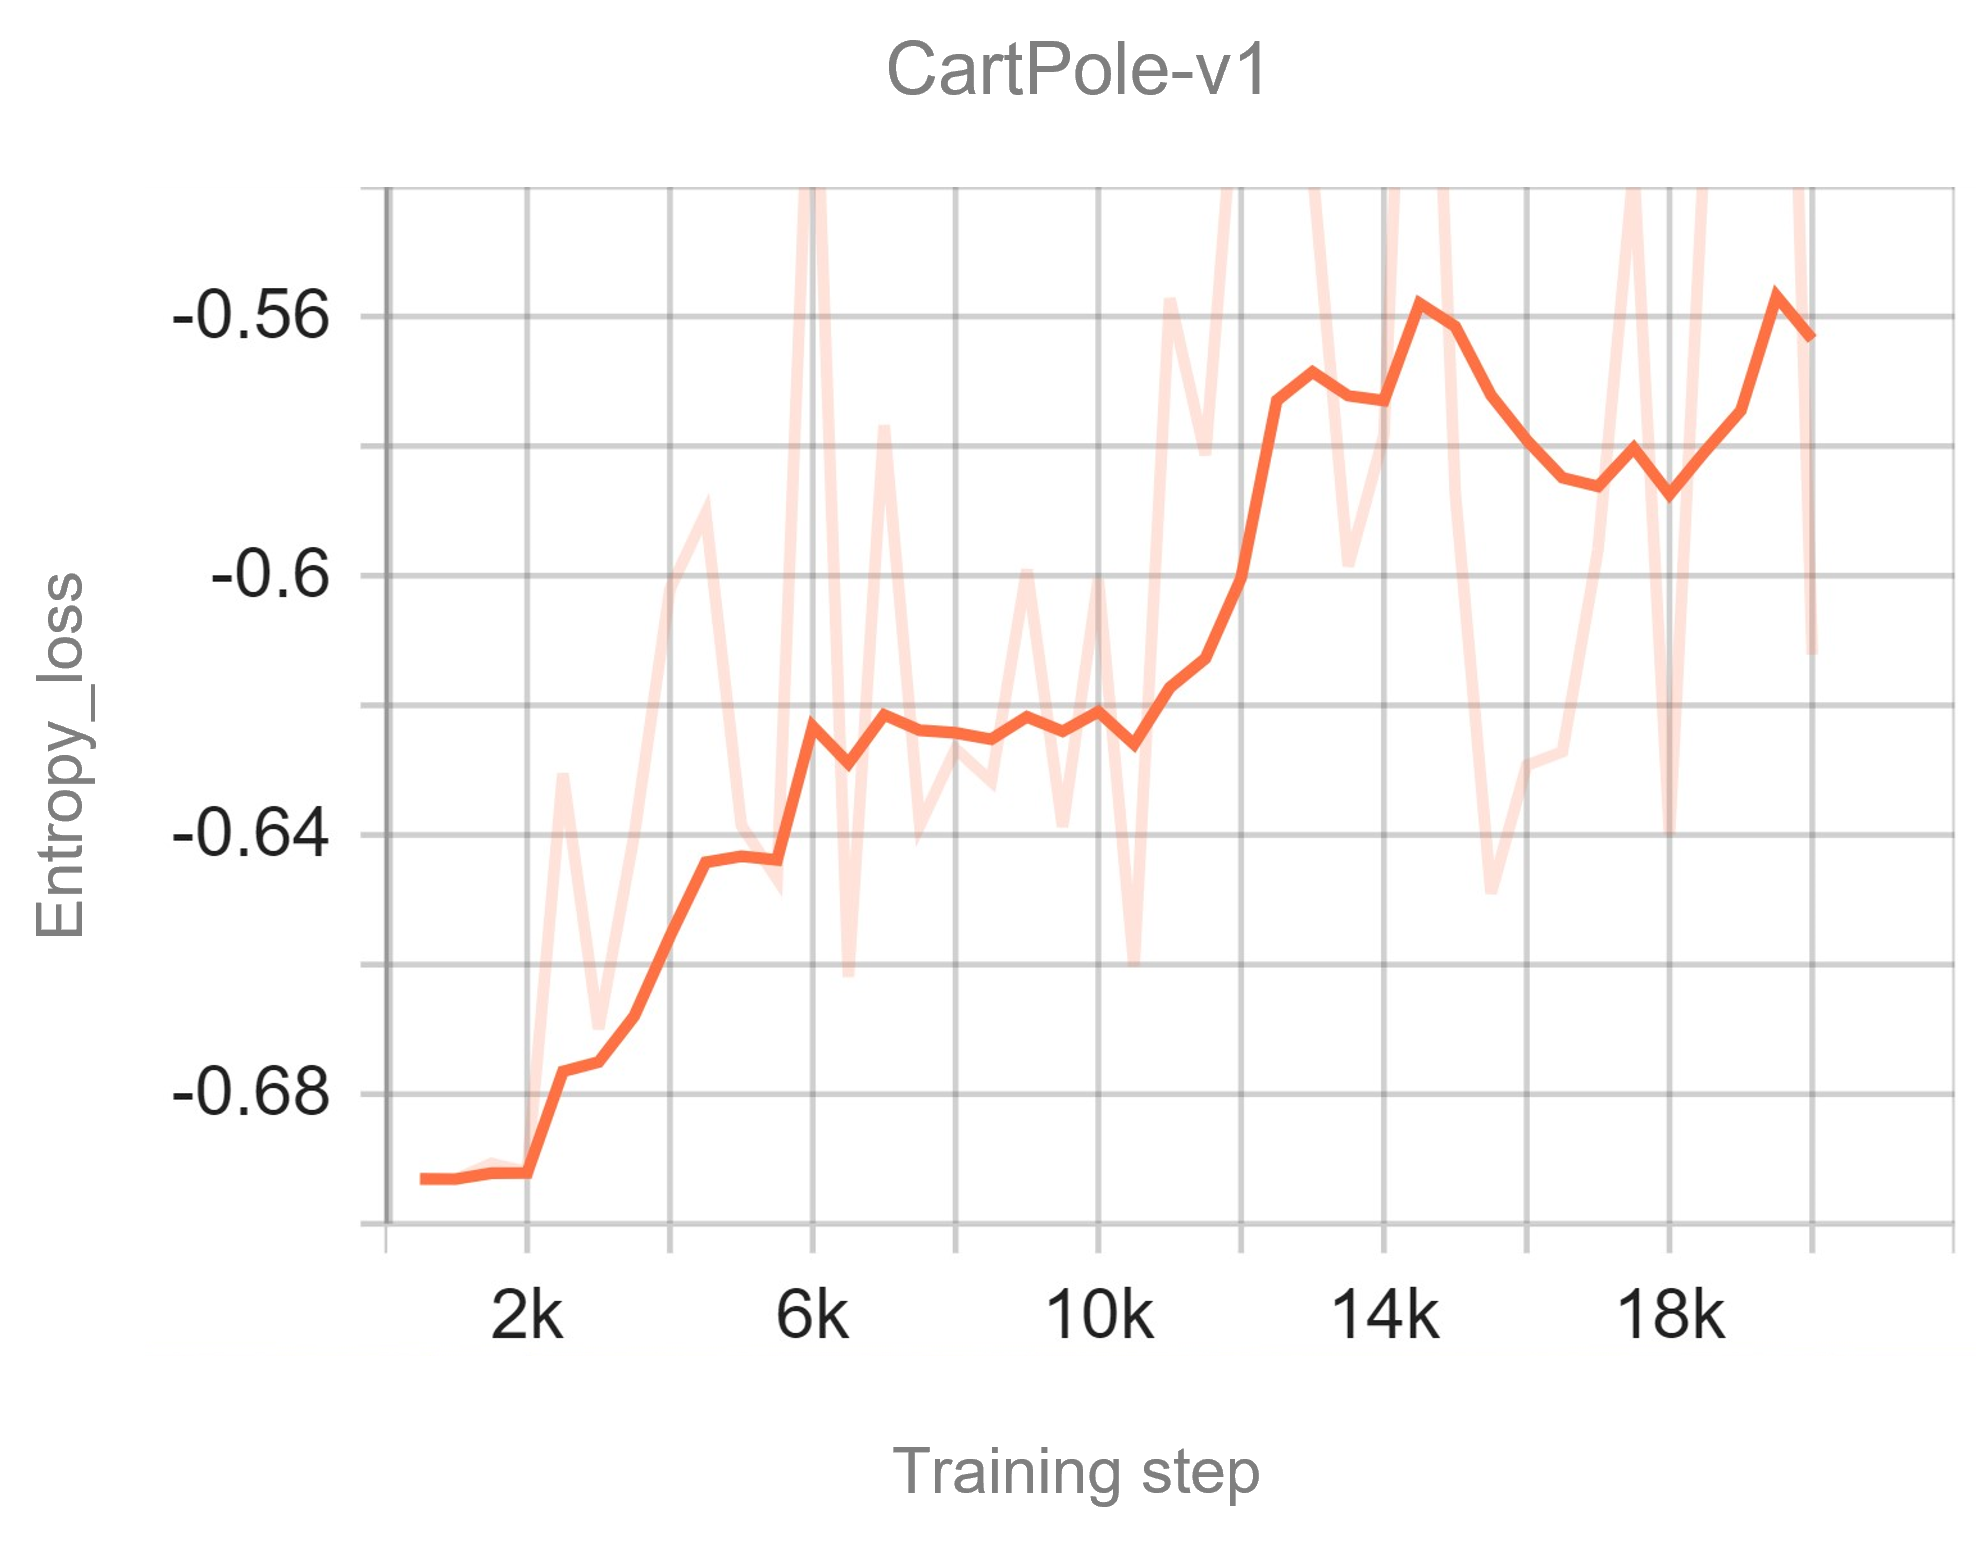 CartPole-v1
-0.56
-0.6
-0.64
-0.68
Entropy_loss
2k 6k 10k 14k 18k
Training step